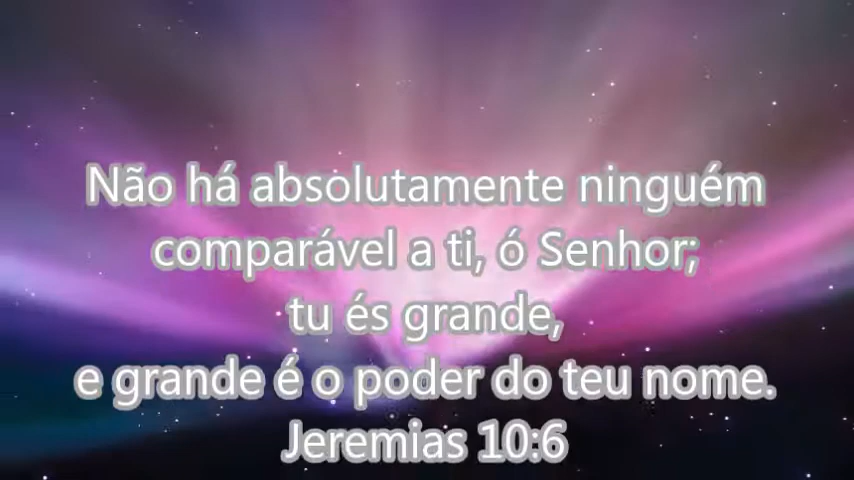 Não há absolutamente ninguém
comparável a ti, ó Senhor;
tu és grande,
e grande é o poder do teu nome.
Jeremias 10:6